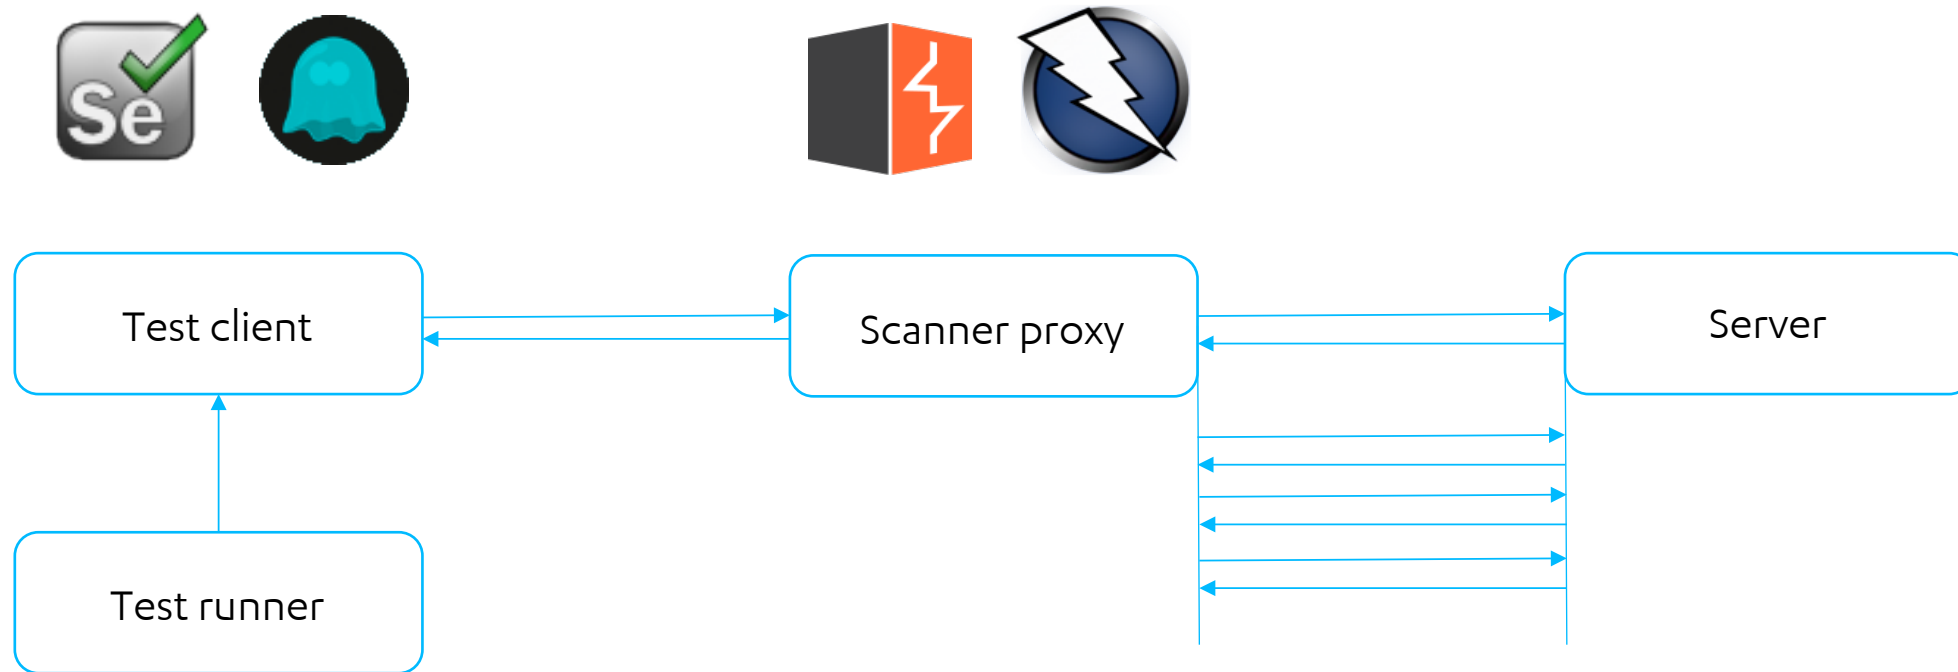 Se
Test client
Scanner proxy
Server
Test runner